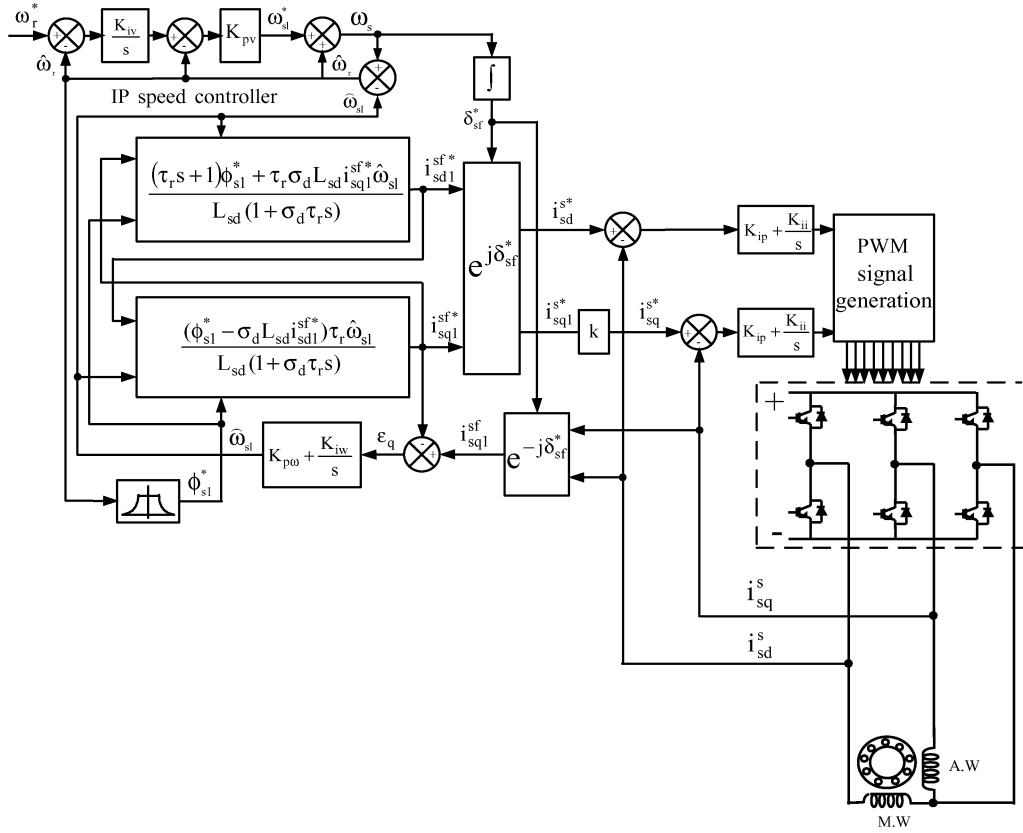 ω_r^* + - K_iv / s + - K_pv ω_sl^* + + ω_s
ω̂_r ω̂_r + - ∫
IP speed controller ω̂_sl δ_sf^*
(τ_r s + 1)ϕ_s1^* + τ_r σ_d L_sd i_sq1^sf* ω̂_sl / L_sd (1 + σ_d τ_r s)
i_sd1^sf*
e^jδ_sf^*
i_sd^s* + - K_ip + K_ii / s
PWM
signal
generation
(ϕ_s1^* − σ_d L_sd i_sd1^sf*) τ_r ω̂_sl / L_sd (1 + σ_d τ_r s)
i_sq1^sf*
i_sq1^s* k i_sq^s* + - K_ip + K_ii / s
+
ω̂_sl K_pω + K_iw / s ε_q - + i_sq1^sf e^−jδ_sf^*
ϕ_s1^*
-
i_sq^s
i_sd^s
A.W
M.W